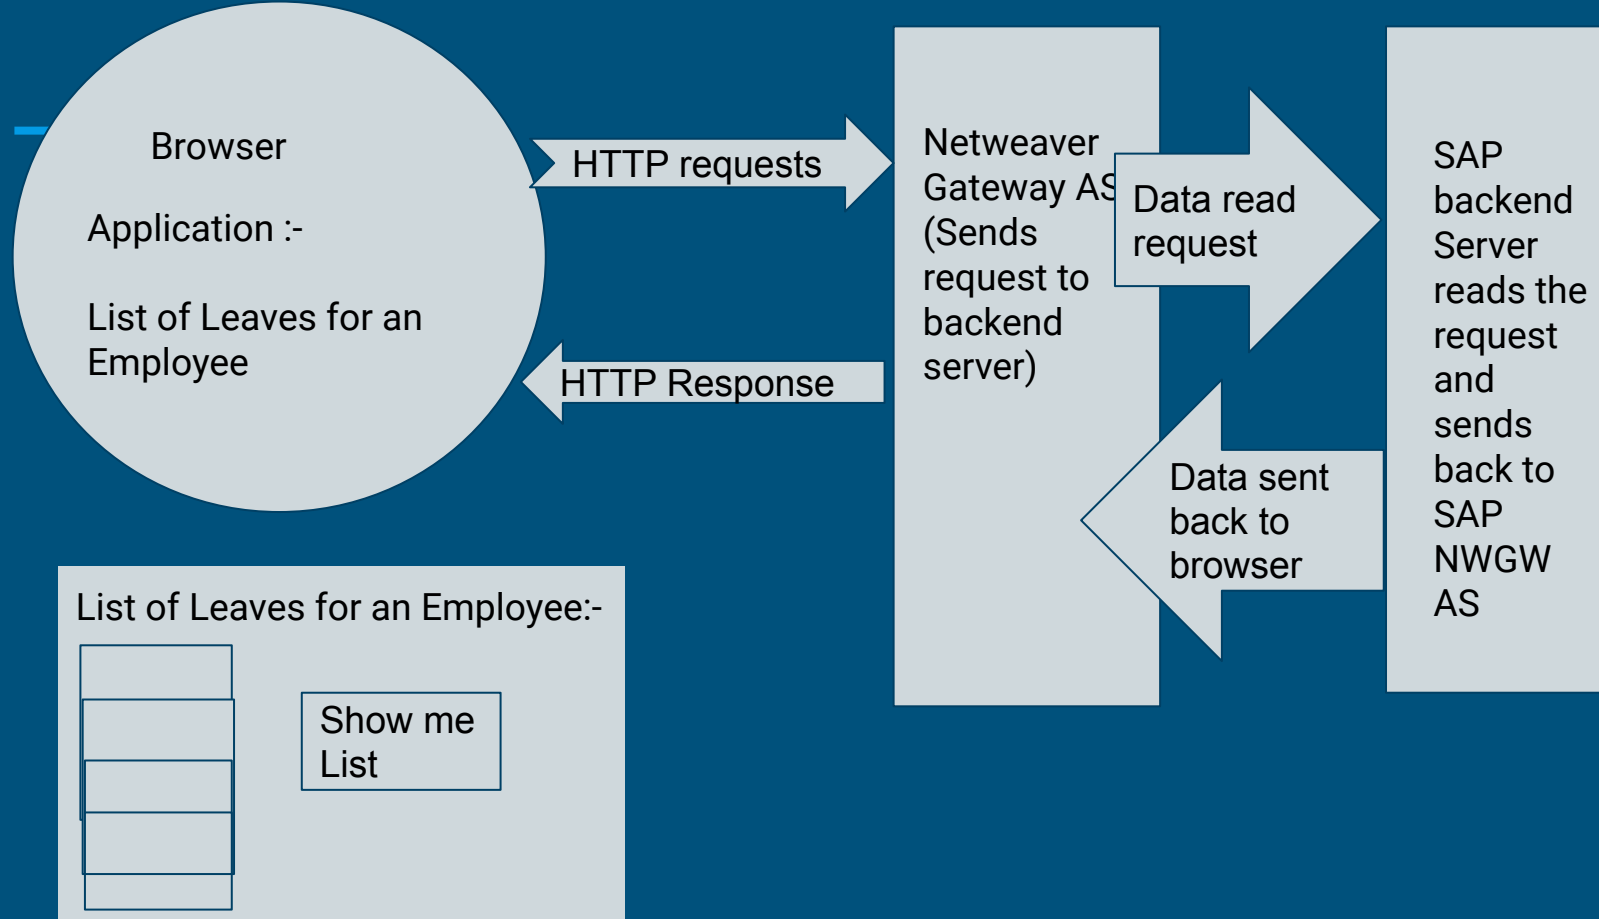 Browser
Application :-
List of Leaves for an
Employee
HTTP requests
HTTP Response
Netweaver
Gateway AS
(Sends
request to
backend
server)
Data read
request
Data sent
back to
browser
SAP
backend
Server
reads the
request
and
sends
back to
SAP
NWGW
AS
List of Leaves for an Employee:-
Show me
List